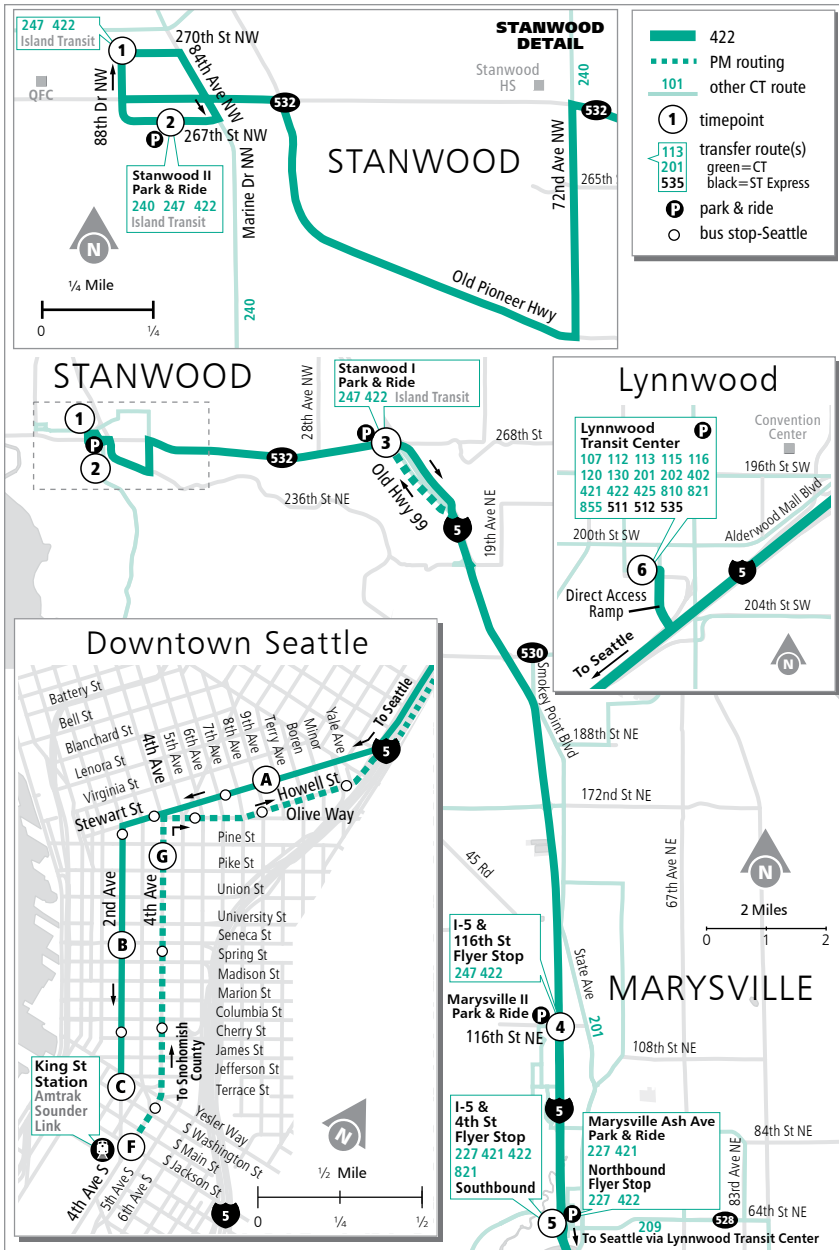 247 422
Island Transit
1
270th St NW
84th Ave NW
88th Dr NW
QFC
2
P
267th St NW
Stanwood II
Park & Ride
240 247 422
Island Transit
Marine Dr NW
240
N
¼ Mile
0
¼
STANWOOD
DETAIL
240
Stanwood
HS
532
532
STANWOOD
72nd Ave NW
265th S
Old Pioneer Hwy
422
PM routing
101
other CT route
1
timepoint
113
201
535
transfer route(s)
green=CT
black=ST Express
P
park & ride
bus stop-Seattle
STANWOOD
1
P
2
532
28th Ave NW
Stanwood I
Park & Ride
247 422 Island Transit
P
3
268th St
236th St NE
Old Hwy 99
5
19th Ave NE
530
Smokey Point Blvd
188th St NE
172nd St NE
45 Rd
67th Ave NE
N
2 Miles
0
1
2
I-5 &
116th St
Flyer Stop
247 422
Marysville II
Park & Ride
P
4
116th St NE
State Ave
201
MARYSVILLE
108th St NE
5
I-5 &
4th St
Flyer Stop
227 421 422
821
Southbound
Marysville Ash Ave
Park & Ride
227 421
Northbound
Flyer Stop
227 422
84th St NE
83rd Ave NE
64th St NE
5
P
209
528
To Seattle via Lynnwood Transit Center
Lynnwood
Lynnwood
Transit Center
P
107 112 113 115 116
120 130 201 202 402
421 422 425 810 821
855 511 512 535
Convention
Center
196th St SW
Alderwood Mall Blvd
200th St SW
6
5
Direct Access
Ramp
204th St SW
To Seattle
N
Downtown Seattle
Battery St
Bell St
Blanchard St
Lenora St
Virginia St
Stewart St
4th Ave
5th Ave
6th Ave
7th Ave
8th Ave
9th Ave
Terry Ave
Boren
Minor
Yale Ave
To Seattle
5
A
Howell St
Olive Way
G
2nd Ave
4th Ave
Pine St
Pike St
Union St
University St
Seneca St
Spring St
Madison St
Marion St
Columbia St
Cherry St
James St
Jefferson St
Terrace St
B
C
To Snohomish
County
King St
Station
Amtrak
Sounder
Link
F
Yesler Way
S Washington St
S Main St
S Jackson St
4th Ave S
5th Ave S
6th Ave S
5
N
½ Mile
0
¼
½